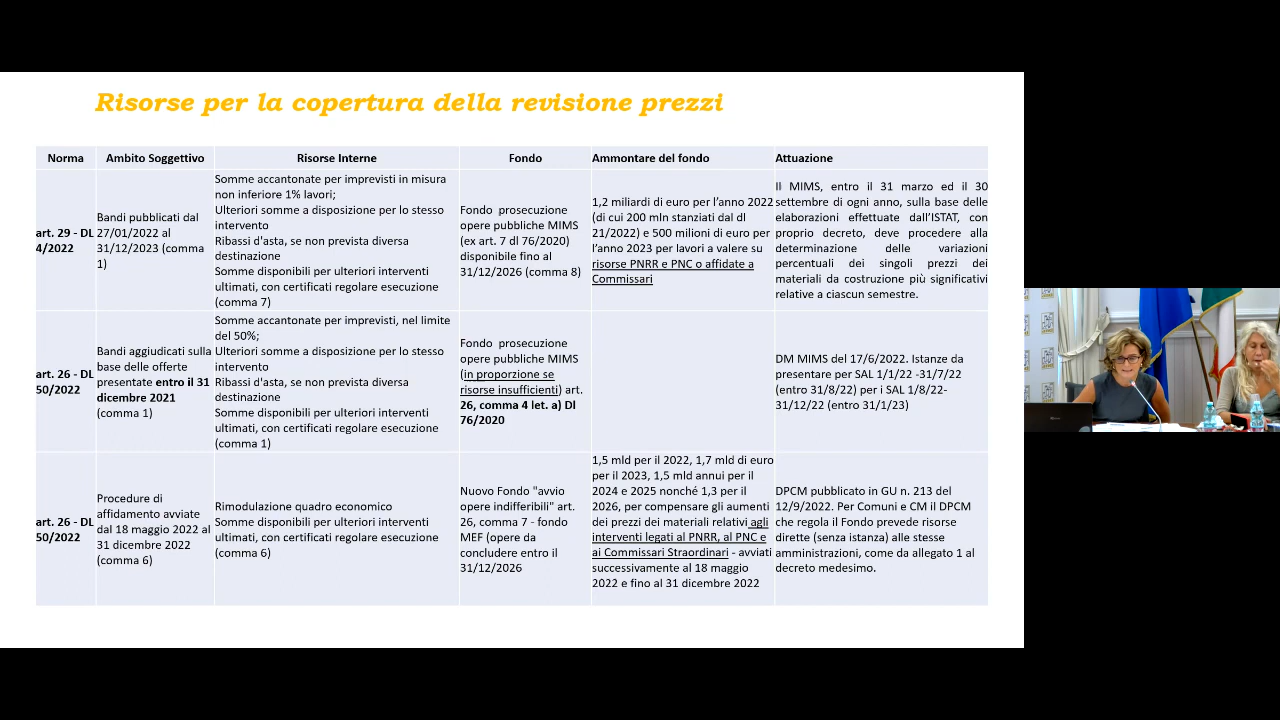 Risorse per la copertura della revisione prezzi
Norma
Ambito Soggettivo
Risorse Interne
Fondo
Ammontare del fondo
Attuazione
art. 29 - DL
4/2022
Bandi pubblicati dal
27/01/2022 al
31/12/2023 (comma
1)
Somme accantonate per imprevisti in misura
non inferiore 1% lavori;
Ulteriori somme a disposizione per lo stesso
intervento
Ribassi d'asta, se non prevista diversa
destinazione
Somme disponibili per ulteriori interventi
ultimati, con certificati regolare esecuzione
(comma 7)
Fondo prosecuzione
opere pubbliche MIMS
(ex art. 7 dl 76/2020)
disponibile fino al
31/12/2026 (comma 8)
1,2 miliardi di euro per l’anno 2022
(di cui 200 mln stanziati dal dl
21/2022) e 500 milioni di euro per
l’anno 2023 per lavori a valere su
risorse PNRR e PNC o affidate a
Commissari
Il MIMS, entro il 31 marzo ed il 30
settembre di ogni anno, sulla base delle
elaborazioni effettuate dall’ISTAT, con
proprio decreto, deve procedere alla
determinazione delle variazioni
percentuali dei singoli prezzi dei
materiali da costruzione più significativi
relative a ciascun semestre.
art. 26 - DL
50/2022
Bandi aggiudicati sulla
base delle offerte
presentate entro il 31
dicembre 2021
(comma 1)
Somme accantonate per imprevisti, nel limite
del 50%;
Ulteriori somme a disposizione per lo stesso
intervento
Ribassi d'asta, se non prevista diversa
destinazione
Somme disponibili per ulteriori interventi
ultimati, con certificati regolare esecuzione
(comma 1)
Fondo prosecuzione
opere pubbliche MIMS
(in proporzione se
risorse insufficienti) art.
26, comma 4 let. a) Dl
76/2020
DM MIMS del 17/6/2022. Istanze da
presentare per SAL 1/1/22 -31/7/22
(entro 31/8/22) per i SAL 1/8/22-
31/12/22 (entro 31/1/23)
art. 26 - DL
50/2022
Procedure di
affidamento avviate
dal 18 maggio 2022 al
31 dicembre 2022
(comma 6)
Rimodulazione quadro economico
Somme disponibili per ulteriori interventi
ultimati, con certificati regolare esecuzione
(comma 6)
Nuovo Fondo "avvio
opere indifferibili" art.
26, comma 7 - fondo
MEF (opere da
concludere entro il
31/12/2026
1,5 mld per il 2022, 1,7 mld di euro
per il 2023, 1,5 mld annui per il
2024 e 2025 nonché 1,3 per il
2026, per compensare gli aumenti
dei prezzi dei materiali relativi agli
interventi legati al PNRR, al PNC e
ai Commissari Straordinari - avviati
successivamente al 18 maggio
2022 e fino al 31 dicembre 2022
DPCM pubblicato in GU n. 213 del
12/9/2022. Per Comuni e CM il DPCM
che regola il Fondo prevede risorse
dirette (senza istanza) alle stesse
amministrazioni, come da allegato 1 al
decreto medesimo.